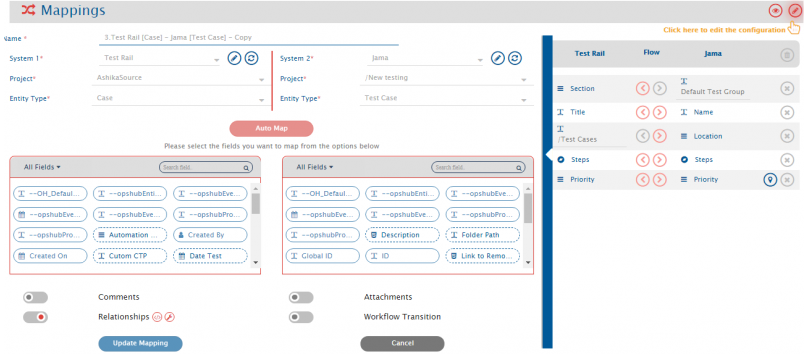 Mappings
Click here to edit the configuration
Name *
3.Test Rail [Case] - Jama [Test Case] - Copy
System 1*
Test Rail
System 2*
Jama
Project*
AshikaSource
Project*
/New testing
Entity Type*
Case
Entity Type*
Test Case
Auto Map
Please select the fields you want to map from the options below
All Fields
Search field..
--OH_Defaul...
--opshubEnti...
--opshubEve...
--opshubEve...
--opshubEve...
--opshubPro...
--opshubPro...
Automation ...
Created By
Created On
Cutom CTP
Date Test
All Fields
Search field..
--OH_Defaul...
--opshubEnti...
--opshubEve...
--opshubEve...
--opshubEve...
--opshubPro...
--opshubPro...
Description
Folder Path
Global ID
ID
Link to Remo...
Comments
Attachments
Relationships
Workflow Transition
Update Mapping
Cancel
Test Rail Flow Jama
Section
Default Test Group
Title
Name
/Test Cases
Location
Steps
Steps
Priority
Priority